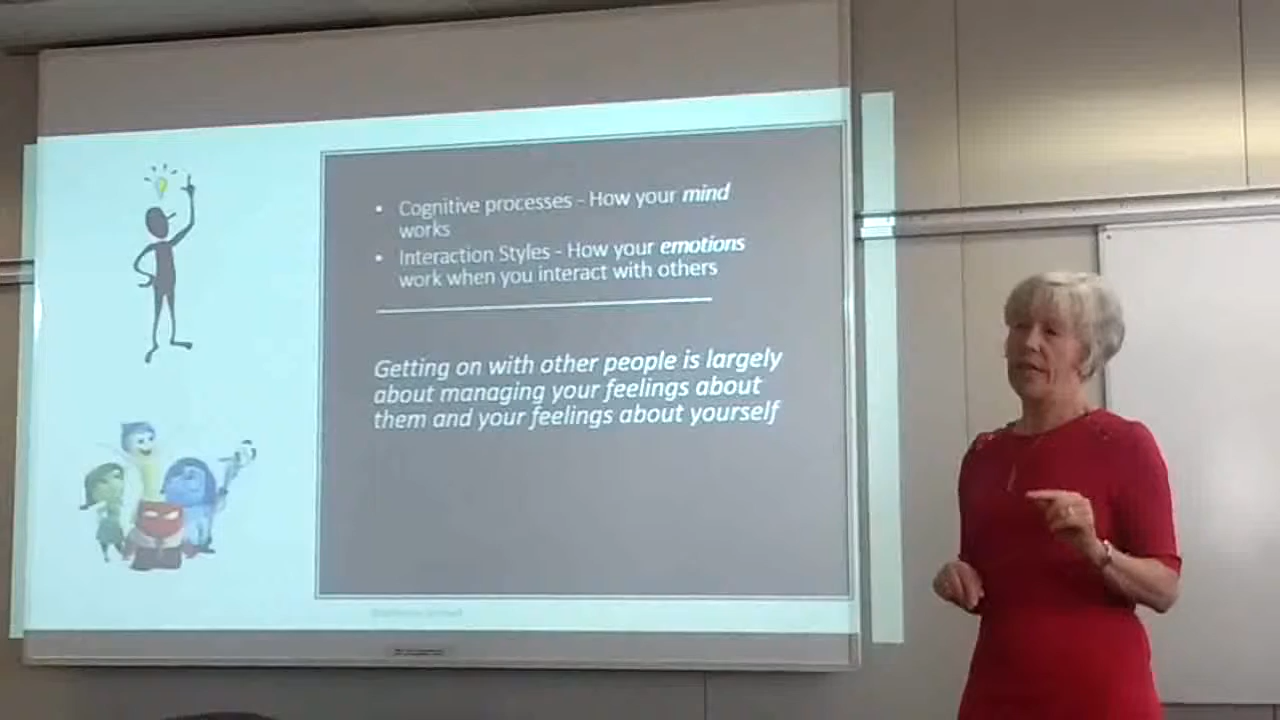 • Cognitive processes - How your mind
works
• Interaction Styles - How your emotions
work when you interact with others
Getting on with other people is largely
about managing your feelings about
them and your feelings about yourself